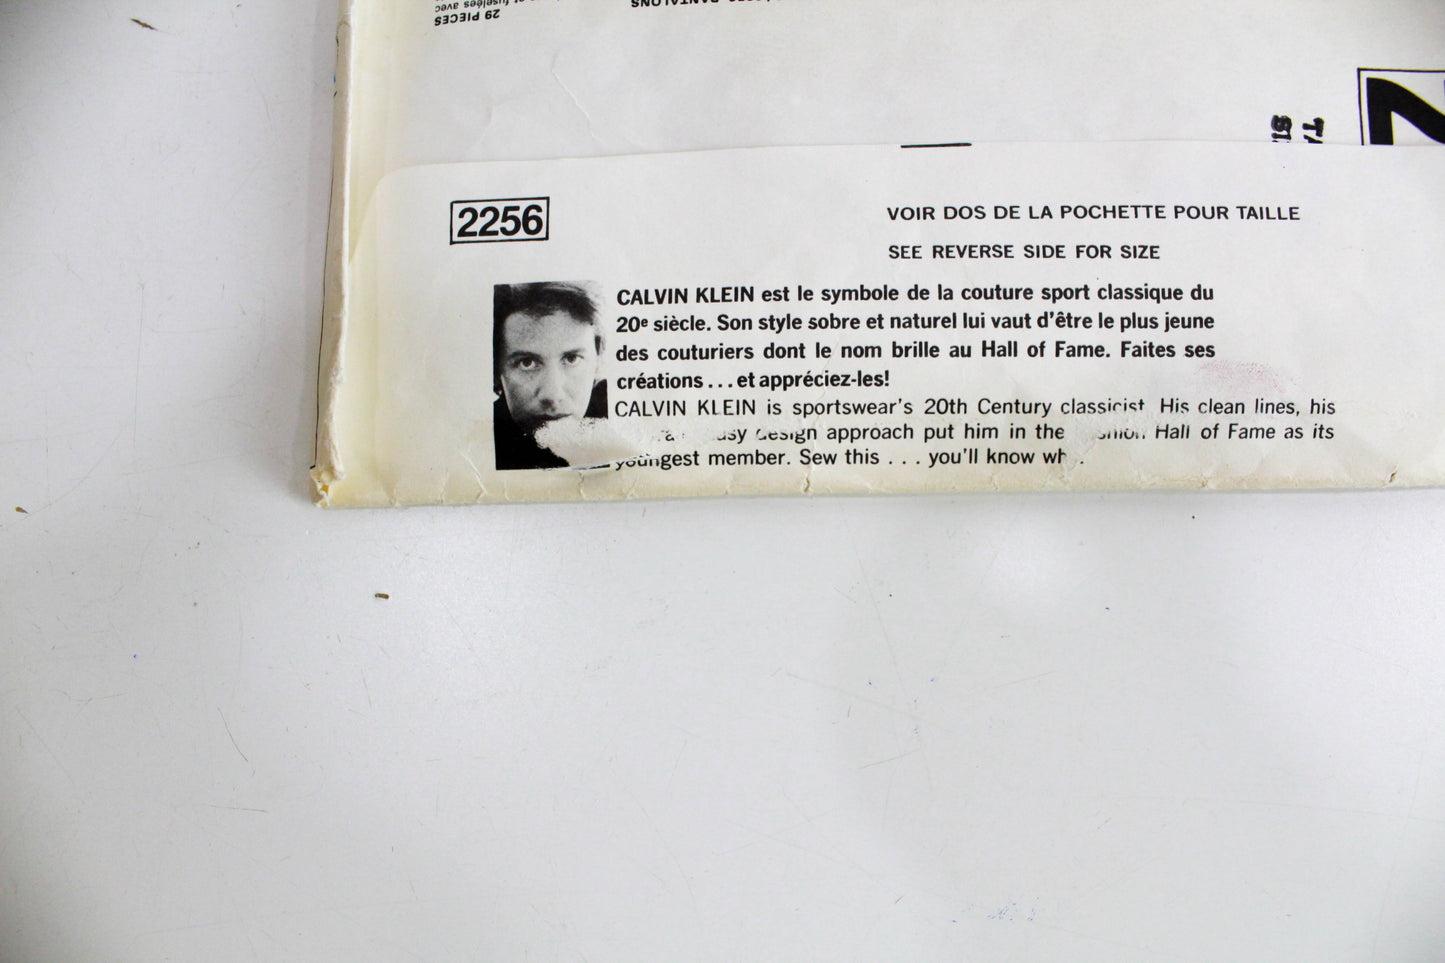 29 PIECES
PANTALONS
2256
VOIR DOS DE LA POCHETTE POUR TAILLE
SEE REVERSE SIDE FOR SIZE
CALVIN KLEIN est le symbole de la couture sport classique du
20e siècle. Son style sobre et naturel lui vaut d'être le plus jeune
des couturiers dont le nom brille au Hall of Fame. Faites ses
créations . . . et appréciez-les!
CALVIN KLEIN is sportswear's 20th Century classicist His clean lines, his
design approach put him in the Hall of Fame as its
youngest member. Sew this . . . you'll know